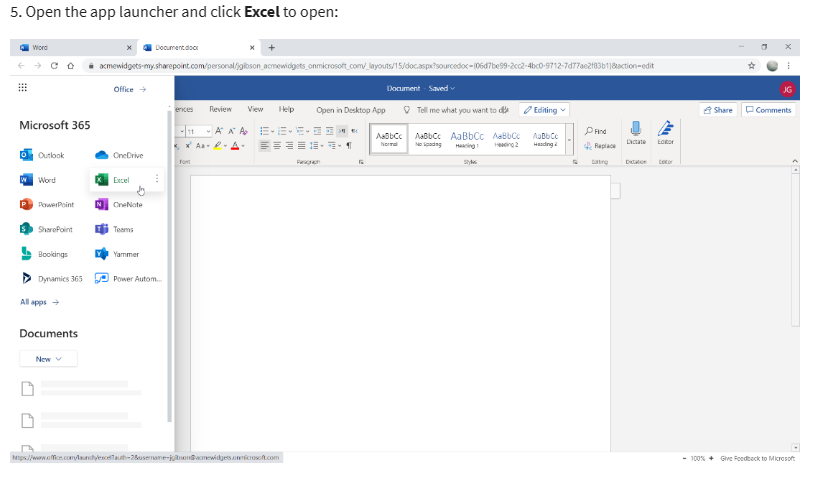 5. Open the app launcher and click Excel to open:
Word
Document.docx
acmewidgets-my.sharepoint.com/personal/jgibson_acmewidgets_onmicrosoft_com/_layouts/15/doc.aspx?sourcedoc={06d7be99-2cc2-4bc0-9712-7d77ae2f03b1}&action=edit
Office →
Document - Saved
JG
ences Review View Help Open in Desktop App Tell me what you want to do Editing Share Comments
Microsoft 365
11
Aa
AaBbCc AaBbCc AaBbCc AaBbCc AaBbCc
Normal No Spacing Heading 1 Heading 2 Heading 3
Find
Replace
Dictate Editor
Font Paragraph Styles Editing Dictation Editor
Outlook OneDrive
Word Excel
PowerPoint OneNote
SharePoint Teams
Bookings Yammer
Dynamics 365 Power Autom...
All apps →
Documents
New
https://www.office.com/launch/excel?auth=2&username=jgibson@acmewidgets.onmicrosoft.com
- 100% + Give Feedback to Microsoft